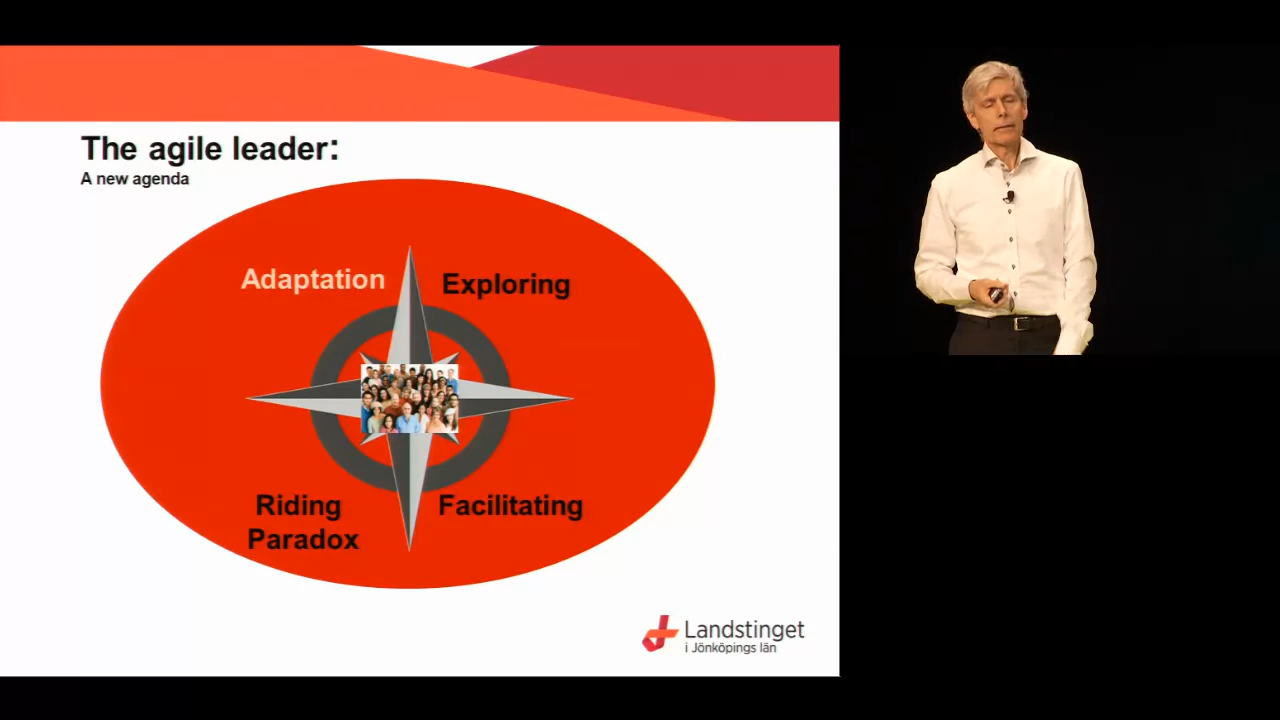 The agile leader:
A new agenda
Adaptation
Exploring
Riding
Paradox
Facilitating
Landstinget
i Jönköpings län